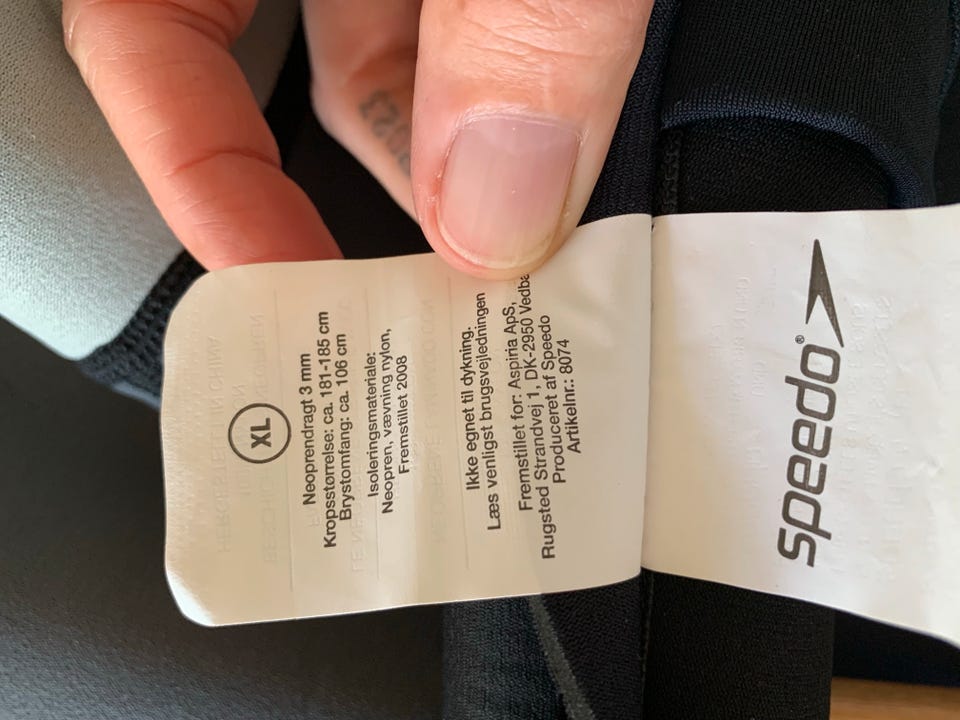 XL
Neoprendragt 3 mm
Kropsstørrelse: ca. 181-185 cm
Brystomfang: ca. 106 cm
Isoleringsmateriale:
Neopren, vævning nylon,
Fremstillet 2008
Ikke egnet til dykning.
Læs venligst brugsvejledningen
Fremstillet for: Aspiria ApS,
Rugsted Strandvej 1, DK-2950 Vedba
Produceret af Speedo
Artikelnr.: 8074
speedo®